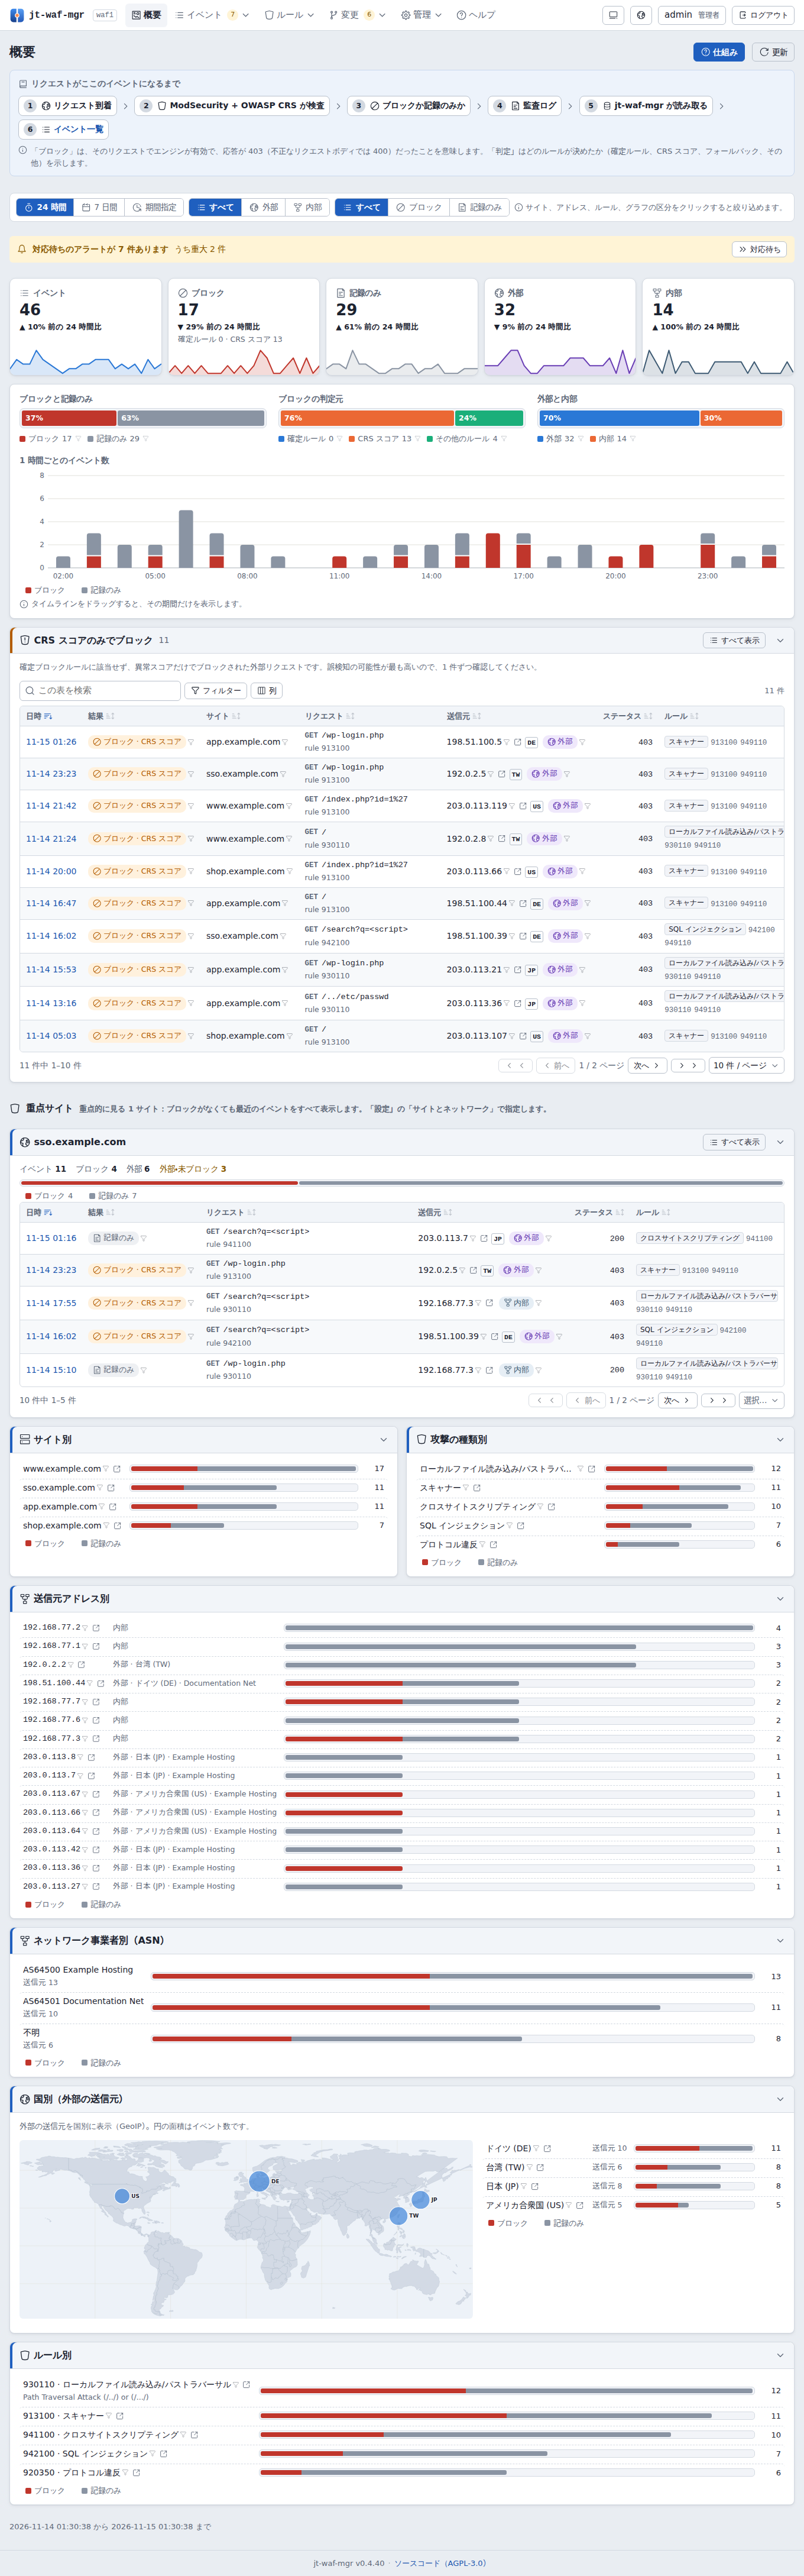 jt-waf-mgr waf1 概要 イベント 7 ルール 変更 6 管理 ヘルプ admin 管理者 ログアウト
概要 仕組み 更新
リクエストがここのイベントになるまで
1 リクエスト到着 2 ModSecurity + OWASP CRS が検査 3 ブロックか記録のみか 4 監査ログ 5 jt-waf-mgr が読み取る
6 イベント一覧
「ブロック」は、そのリクエストでエンジンが有効で、応答が 403（不正なリクエストボディでは 400）だったことを意味します。「判定」はどのルールが決めたか（確定ルール、CRS スコア、フォールバック、その
他）を示します。
24 時間 7 日間 期間指定 すべて 外部 内部 すべて ブロック 記録のみ サイト、アドレス、ルール、グラフの区分をクリックすると絞り込めます。
対応待ちのアラートが 7 件あります うち重大 2 件 対応待ち
イベント ブロック 記録のみ 外部 内部
46 17 29 32 14
▲ 10% 前の 24 時間比 ▼ 29% 前の 24 時間比 ▲ 61% 前の 24 時間比 ▼ 9% 前の 24 時間比 ▲ 100% 前の 24 時間比
確定ルール 0 · CRS スコア 13
ブロックと記録のみ ブロックの判定元 外部と内部
37% 63% 76% 24% 70% 30%
ブロック 17 記録のみ 29 確定ルール 0 CRS スコア 13 その他のルール 4 外部 32 内部 14
1 時間ごとのイベント数
8
6
4
2
0
02:00 05:00 08:00 11:00 14:00 17:00 20:00 23:00
ブロック 記録のみ
タイムラインをドラッグすると、その期間だけを表示します。
CRS スコアのみでブロック 11 すべて表示
確定ブロックルールに該当せず、異常スコアだけでブロックされた外部リクエストです。誤検知の可能性が最も高いので、1 件ずつ確認してください。
この表を検索 フィルター 列 11 件
日時 結果 サイト リクエスト 送信元 ステータス ルール
11-15 01:26 ブロック · CRS スコア app.example.com GET /wp-login.php rule 913100 198.51.100.5 DE 外部 403 スキャナー 913100 949110
11-14 23:23 ブロック · CRS スコア sso.example.com GET /wp-login.php rule 913100 192.0.2.5 TW 外部 403 スキャナー 913100 949110
11-14 21:42 ブロック · CRS スコア www.example.com GET /index.php?id=1%27 rule 913100 203.0.113.119 US 外部 403 スキャナー 913100 949110
11-14 21:24 ブロック · CRS スコア www.example.com GET / rule 930110 192.0.2.8 TW 外部 403 ローカルファイル読み込み/パストラ 930110 949110
11-14 20:00 ブロック · CRS スコア shop.example.com GET /index.php?id=1%27 rule 913100 203.0.113.66 US 外部 403 スキャナー 913100 949110
11-14 16:47 ブロック · CRS スコア app.example.com GET / rule 913100 198.51.100.44 DE 外部 403 スキャナー 913100 949110
11-14 16:02 ブロック · CRS スコア sso.example.com GET /search?q=<script> rule 942100 198.51.100.39 DE 外部 403 SQL インジェクション 942100 949110
11-14 15:53 ブロック · CRS スコア app.example.com GET /wp-login.php rule 930110 203.0.113.21 JP 外部 403 ローカルファイル読み込み/パストラ 930110 949110
11-14 13:16 ブロック · CRS スコア app.example.com GET /../etc/passwd rule 930110 203.0.113.36 JP 外部 403 ローカルファイル読み込み/パストラ 930110 949110
11-14 05:03 ブロック · CRS スコア shop.example.com GET / rule 913100 203.0.113.107 US 外部 403 スキャナー 913100 949110
11 件中 1–10 件 前へ 1 / 2 ページ 次へ 10 件 / ページ
重点サイト 重点的に見る 1 サイト：ブロックがなくても最近のイベントをすべて表示します。「設定」の「サイトとネットワーク」で指定します。
sso.example.com すべて表示
イベント 11 ブロック 4 外部 6 外部・未ブロック 3
ブロック 4 記録のみ 7
日時 結果 リクエスト 送信元 ステータス ルール
11-15 01:16 記録のみ GET /search?q=<script> rule 941100 203.0.113.7 JP 外部 200 クロスサイトスクリプティング 941100
11-14 23:23 ブロック · CRS スコア GET /wp-login.php rule 913100 192.0.2.5 TW 外部 403 スキャナー 913100 949110
11-14 17:55 ブロック · CRS スコア GET /search?q=<script> rule 930110 192.168.77.3 内部 403 ローカルファイル読み込み/パストラバーサ 930110 949110
11-14 16:02 ブロック · CRS スコア GET /search?q=<script> rule 942100 198.51.100.39 DE 外部 403 SQL インジェクション 942100 949110
11-14 15:10 記録のみ GET /wp-login.php rule 930110 192.168.77.3 内部 200 ローカルファイル読み込み/パストラバーサ 930110 949110
10 件中 1–5 件 前へ 1 / 2 ページ 次へ 選択...
サイト別
www.example.com 17
sso.example.com 11
app.example.com 11
shop.example.com 7
ブロック 記録のみ
攻撃の種類別
ローカルファイル読み込み/パストラバ... 12
スキャナー 11
クロスサイトスクリプティング 10
SQL インジェクション 7
プロトコル違反 6
ブロック 記録のみ
送信元アドレス別
192.168.77.2 内部 4
192.168.77.1 内部 3
192.0.2.2 外部 · 台湾 (TW) 3
198.51.100.44 外部 · ドイツ (DE) · Documentation Net 2
192.168.77.7 内部 2
192.168.77.6 内部 2
192.168.77.3 内部 2
203.0.113.8 外部 · 日本 (JP) · Example Hosting 1
203.0.113.7 外部 · 日本 (JP) · Example Hosting 1
203.0.113.67 外部 · アメリカ合衆国 (US) · Example Hosting 1
203.0.113.66 外部 · アメリカ合衆国 (US) · Example Hosting 1
203.0.113.64 外部 · アメリカ合衆国 (US) · Example Hosting 1
203.0.113.42 外部 · 日本 (JP) · Example Hosting 1
203.0.113.36 外部 · 日本 (JP) · Example Hosting 1
203.0.113.27 外部 · 日本 (JP) · Example Hosting 1
ブロック 記録のみ
ネットワーク事業者別（ASN）
AS64500 Example Hosting 13
送信元 13
AS64501 Documentation Net 11
送信元 10
不明 8
送信元 6
ブロック 記録のみ
国別（外部の送信元）
外部の送信元を国別に表示（GeoIP）。円の面積はイベント数です。
US DE JP TW
ドイツ (DE) 送信元 10 11
台湾 (TW) 送信元 6 8
日本 (JP) 送信元 8 8
アメリカ合衆国 (US) 送信元 5 5
ブロック 記録のみ
ルール別
930110 · ローカルファイル読み込み/パストラバーサル 12
Path Traversal Attack (/../) or (/.../)
913100 · スキャナー 11
941100 · クロスサイトスクリプティング 10
942100 · SQL インジェクション 7
920350 · プロトコル違反 6
ブロック 記録のみ
2026-11-14 01:30:38 から 2026-11-15 01:30:38 まで
jt-waf-mgr v0.4.40 · ソースコード（AGPL-3.0）